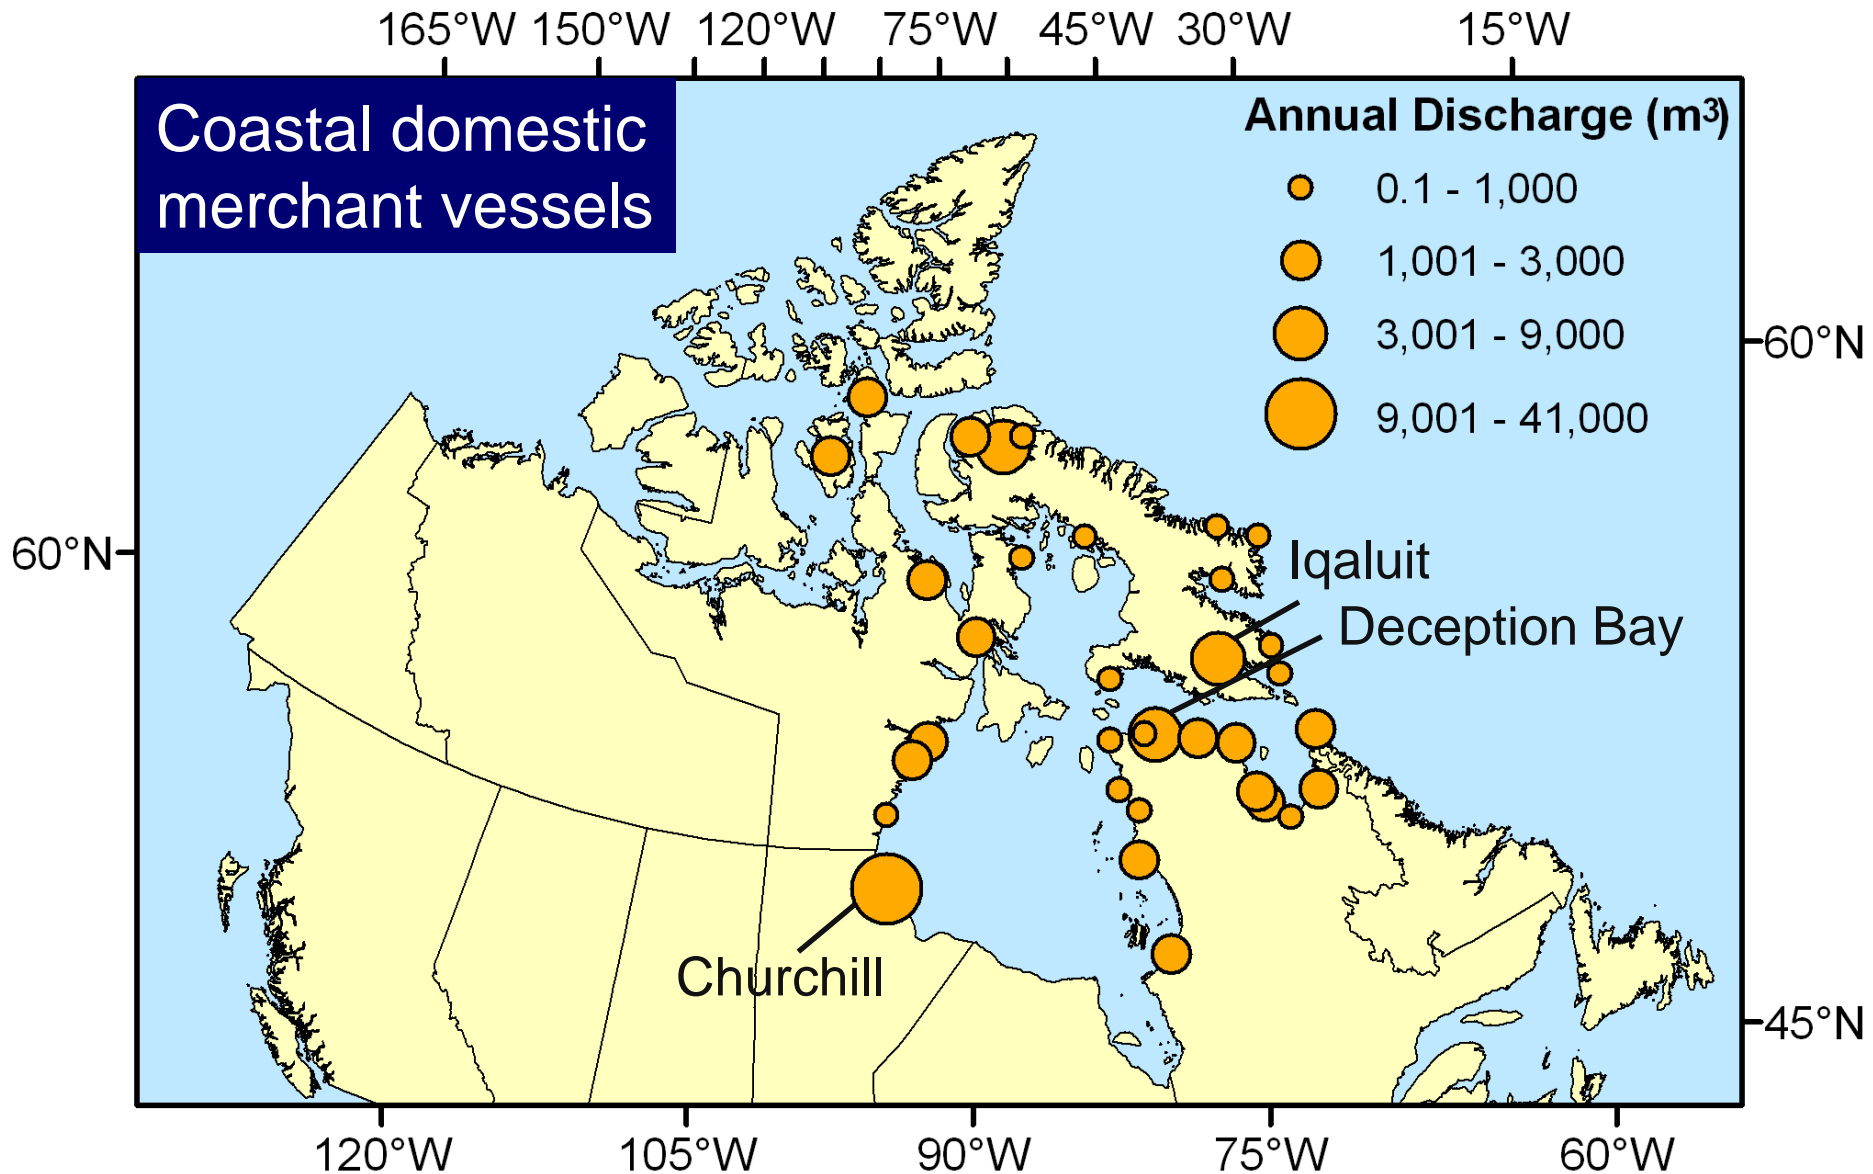 165°W 150°W 120°W 75°W 45°W 30°W 15°W
Coastal domestic
merchant vessels
Annual Discharge (m³)
0.1 - 1,000
1,001 - 3,000
3,001 - 9,000
9,001 - 41,000
60°N
60°N
Iqaluit
Deception Bay
Churchill
45°N
120°W 105°W 90°W 75°W 60°W